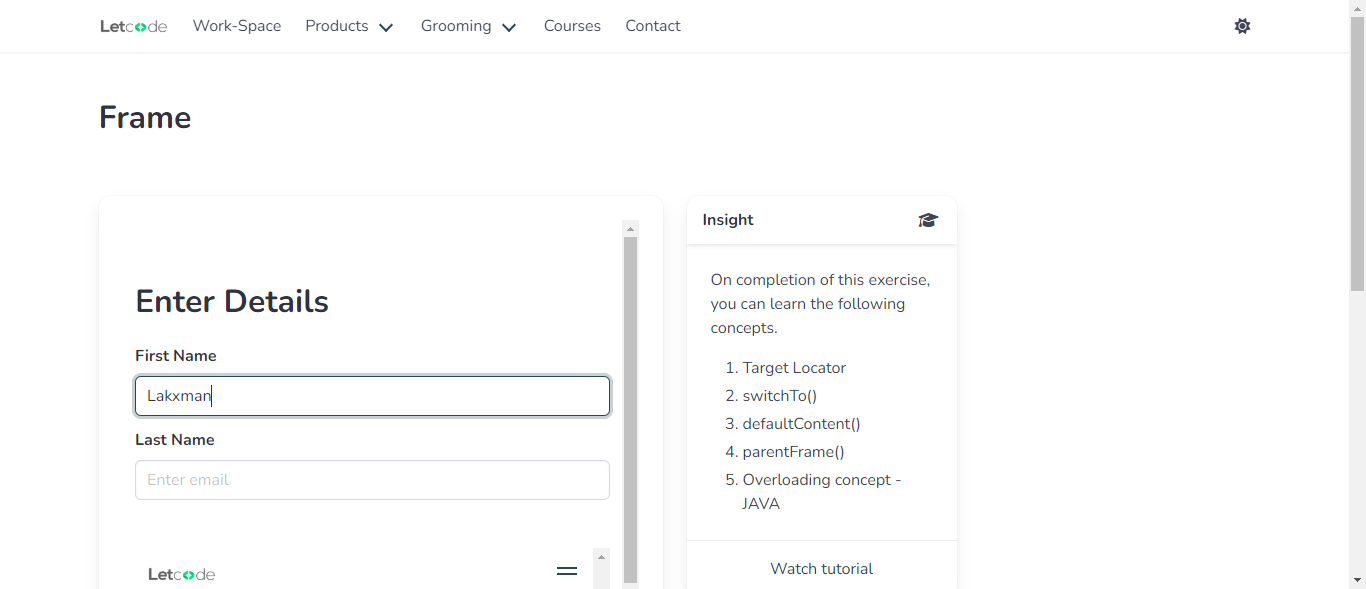 Letcode Work-Space Products Grooming Courses Contact
Frame
Enter Details
First Name
Lakxman
Last Name
Enter email
Letcode
Insight
On completion of this exercise,
you can learn the following
concepts.
1. Target Locator
2. switchTo()
3. defaultContent()
4. parentFrame()
5. Overloading concept -
JAVA
Watch tutorial